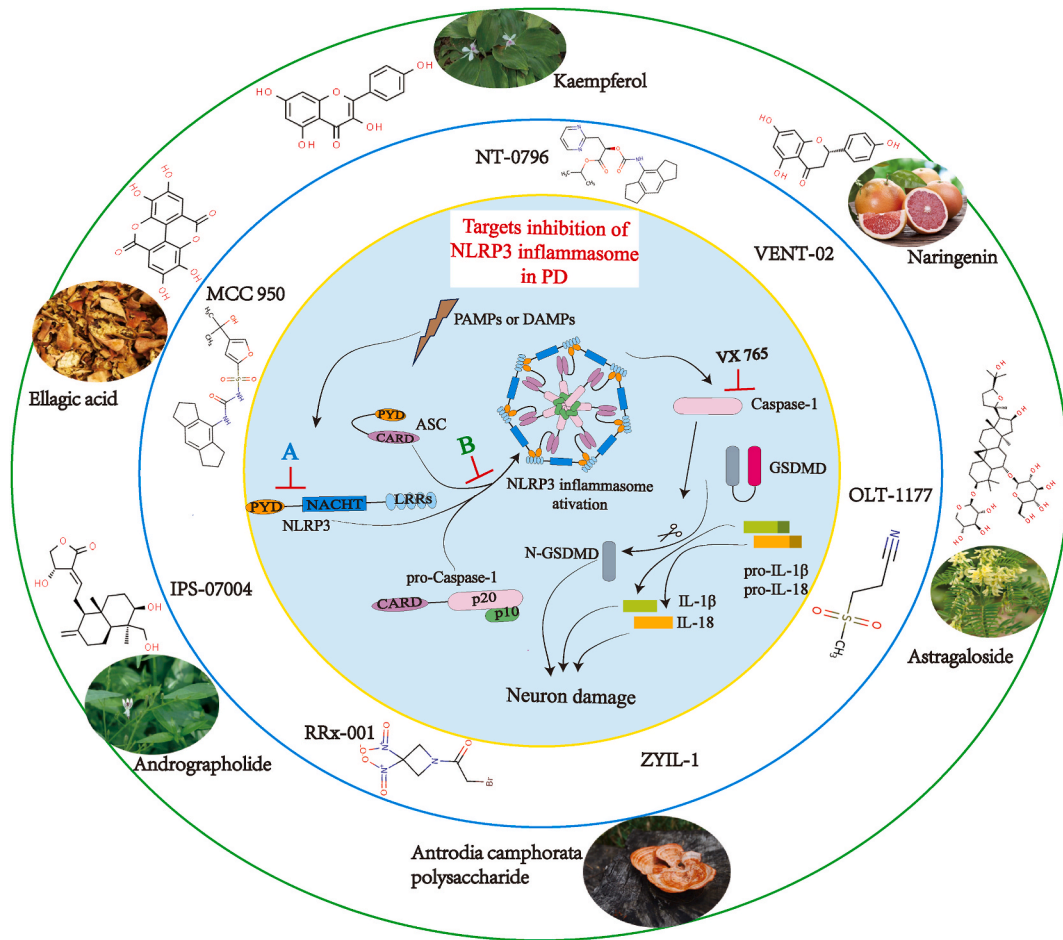 Kaempferol
NT-0796
Naringenin
VENT-02
Targets inhibition of
NLRP3 inflammasome
in PD
MCC 950
Ellagic acid
PAMPs or DAMPs
VX 765
Caspase-1
PYD
ASC
CARD
A
B
GSDMD
PYD
NACHT
LRRs
NLRP3
NLRP3 inflammasome
ativation
OLT-1177
N-GSDMD
pro-IL-1β
pro-IL-18
pro-Caspase-1
CARD
p20
p10
IL-1β
IL-18
IPS-07004
Astragaloside
Neuron damage
Andrographolide
RRx-001
ZYIL-1
Antrodia camphorata
polysaccharide